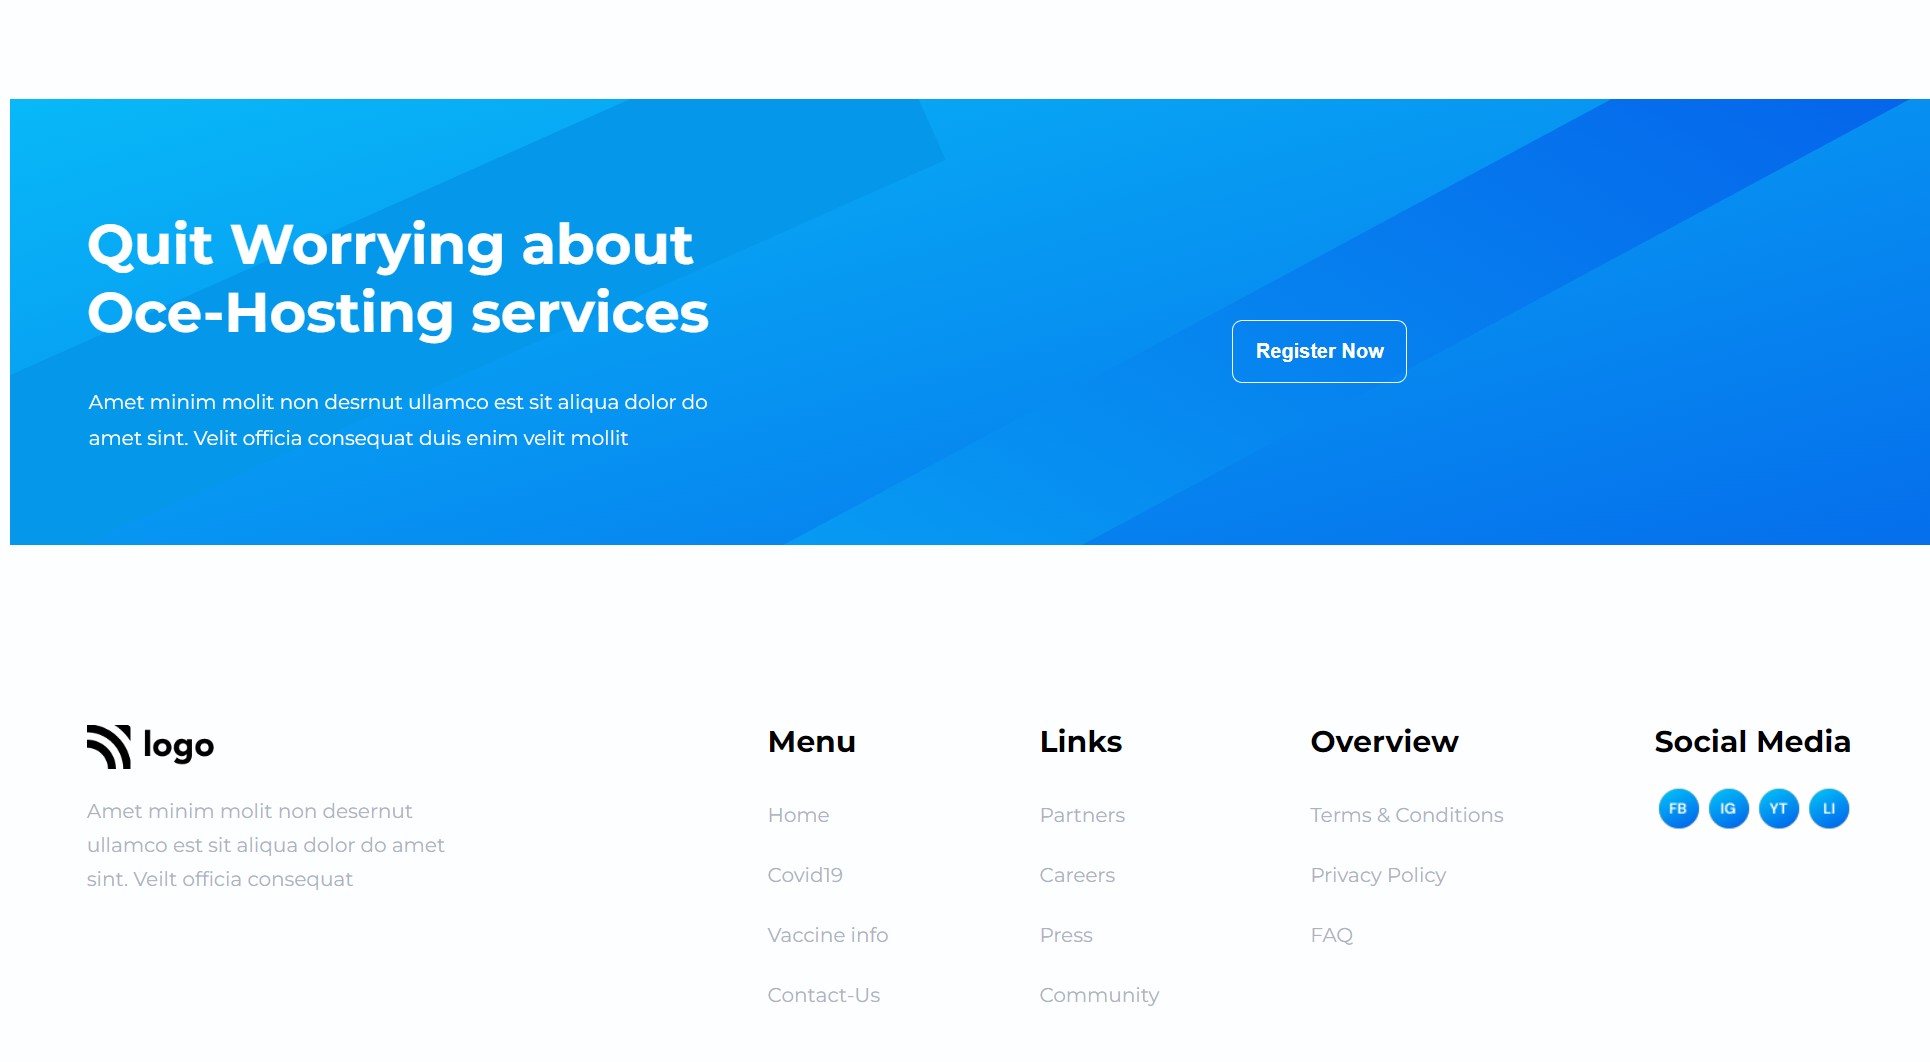 Quit Worrying about
Oce-Hosting services
Amet minim molit non desrnut ullamco est sit aliqua dolor do
amet sint. Velit officia consequat duis enim velit mollit
Register Now
logo
Amet minim molit non desernut
ullamco est sit aliqua dolor do amet
sint. Veilt officia consequat
Menu
Home
Covid19
Vaccine info
Contact-Us
Links
Partners
Careers
Press
Community
Overview
Terms & Conditions
Privacy Policy
FAQ
Social Media
FB IG YT LI